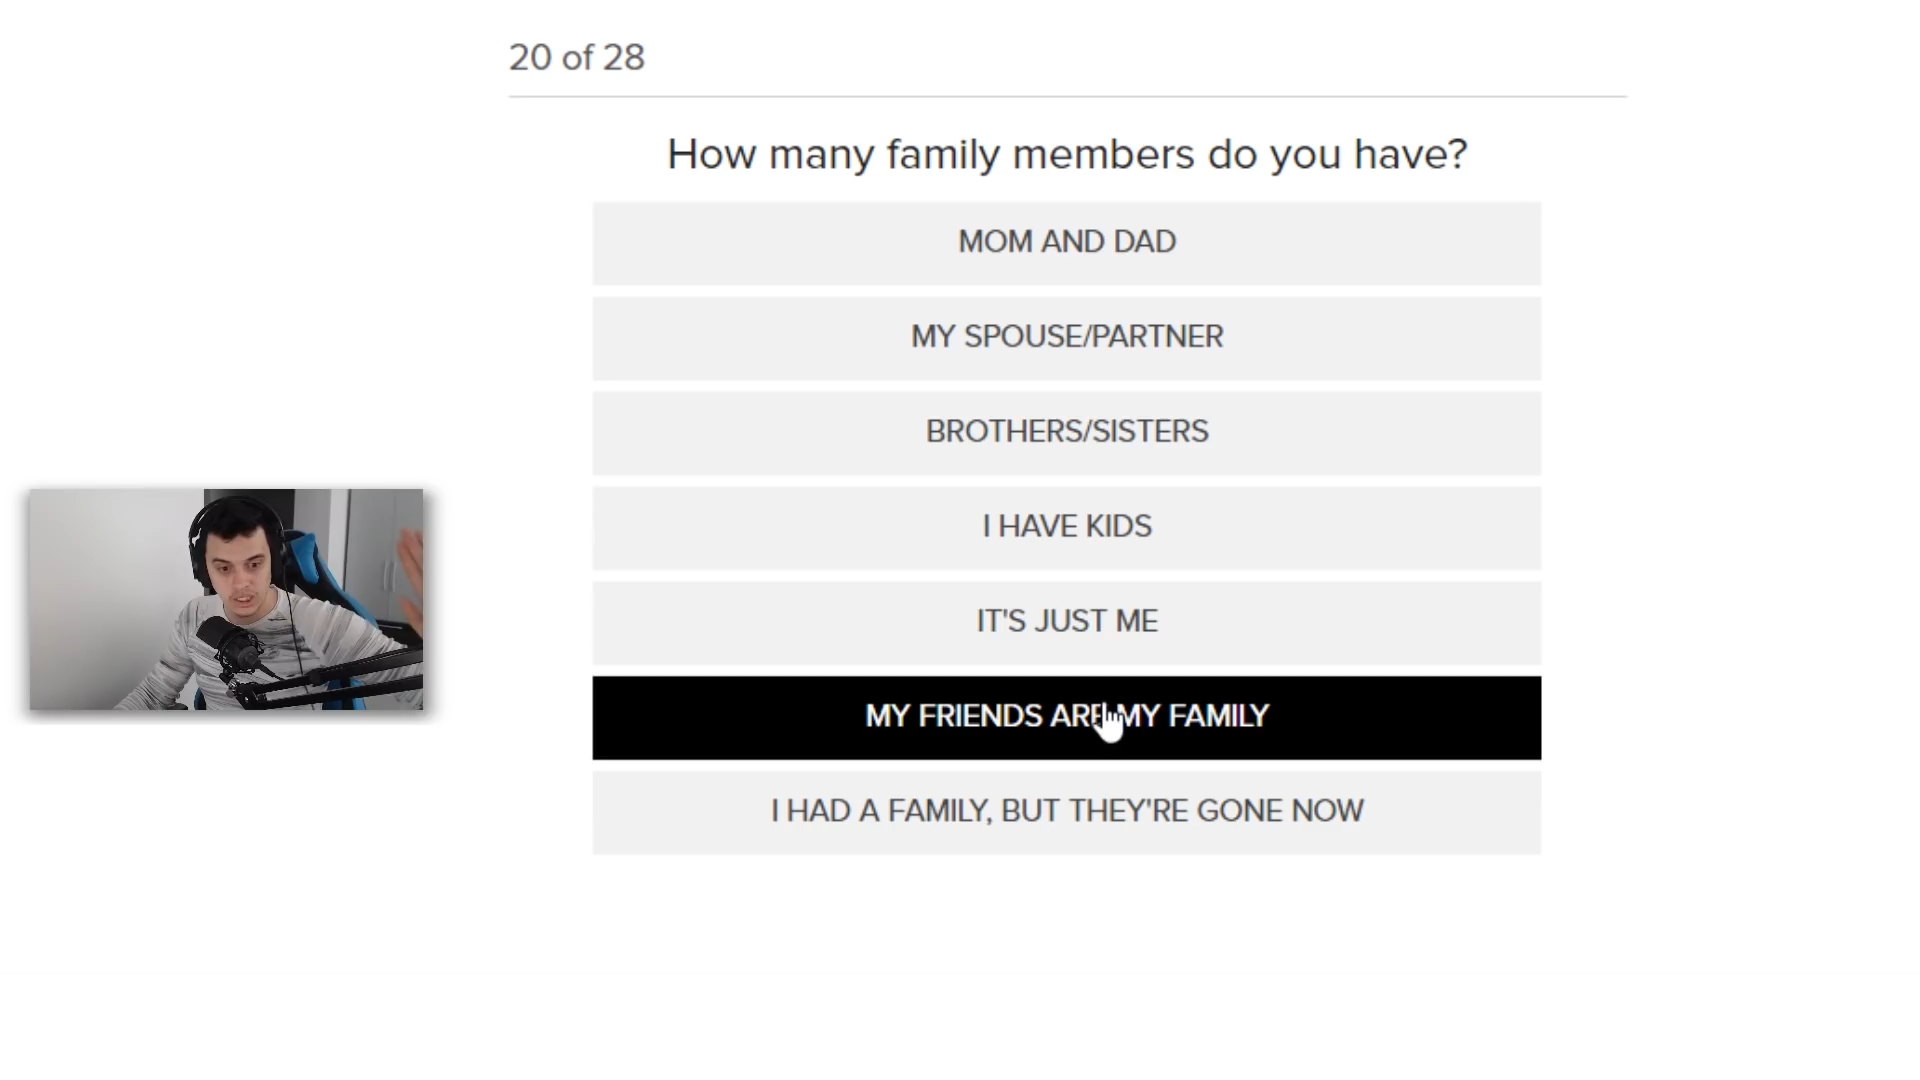 20 of 28
How many family members do you have?
MOM AND DAD
MY SPOUSE/PARTNER
BROTHERS/SISTERS
I HAVE KIDS
IT'S JUST ME
MY FRIENDS ARE MY FAMILY
I HAD A FAMILY, BUT THEY'RE GONE NOW